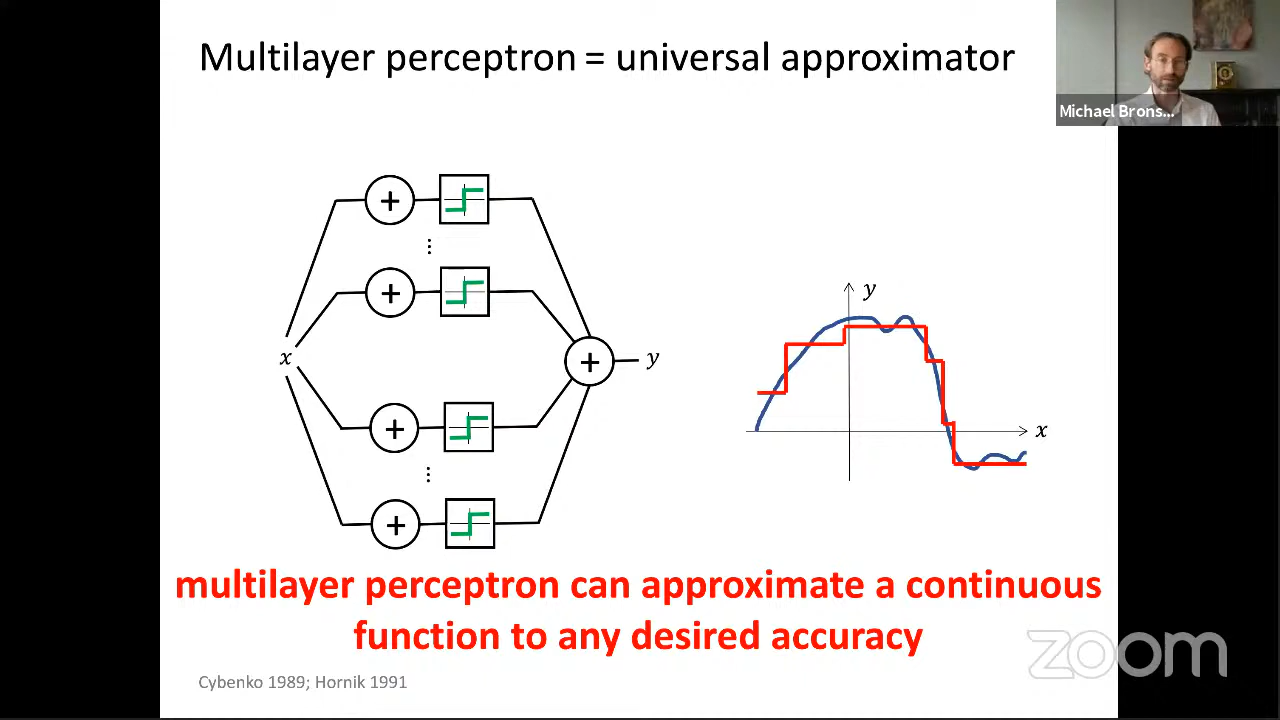 Multilayer perceptron = universal approximator
Michael Brons...
+
⋮
+
x
+
y
+
⋮
+
y
x
multilayer perceptron can approximate a continuous
function to any desired accuracy
zoom
Cybenko 1989; Hornik 1991